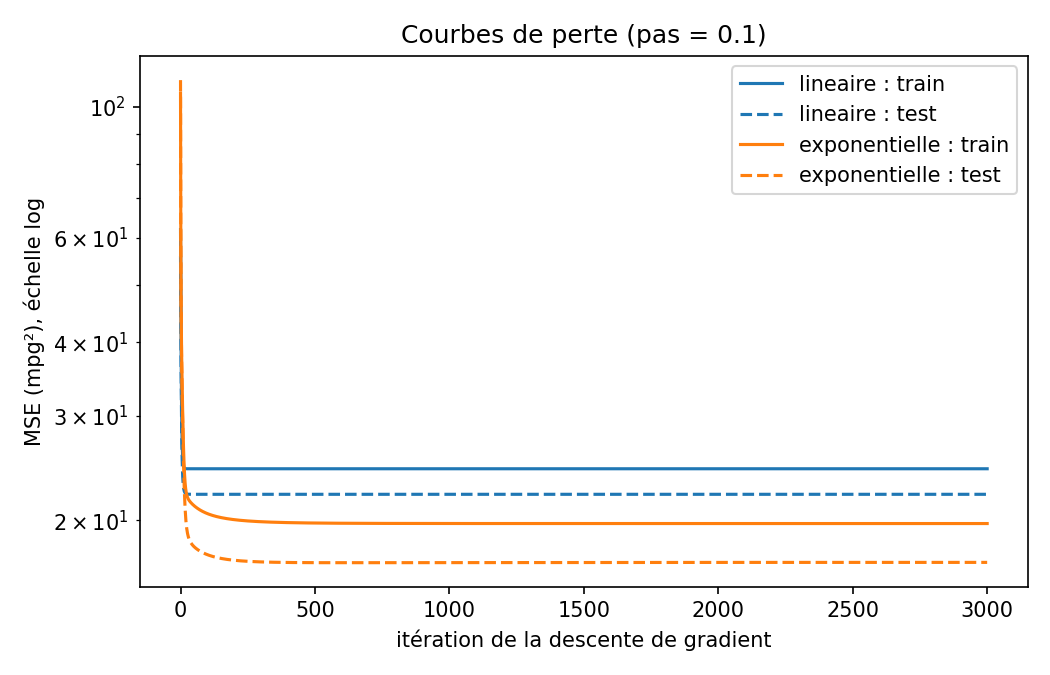 Courbes de perte (pas = 0.1)
lineaire : train
lineaire : test
exponentielle : train
exponentielle : test
MSE (mpg²), échelle log
10²
6 × 10¹
4 × 10¹
3 × 10¹
2 × 10¹
0 500 1000 1500 2000 2500 3000
itération de la descente de gradient